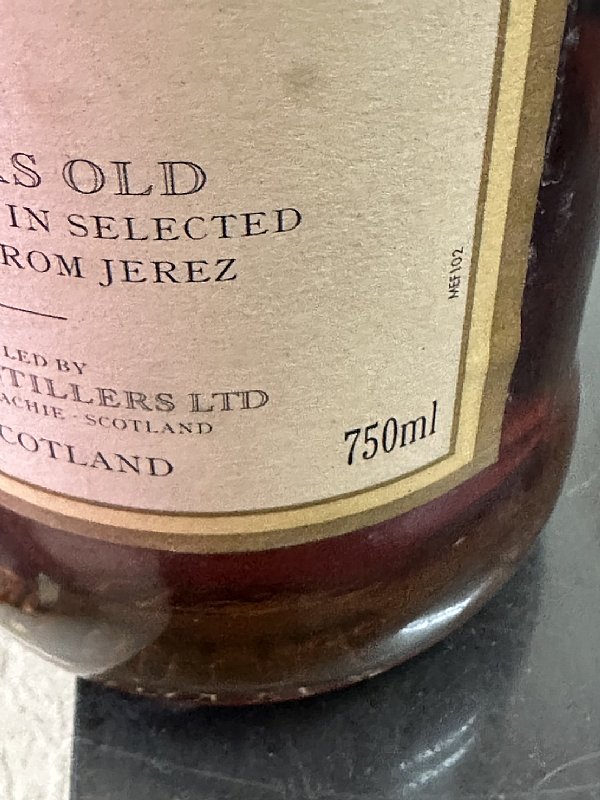 AS OLD
IN SELECTED
ROM JEREZ
LED BY
TILLERS LTD
ACHIE - SCOTLAND
COTLAND
750ml
MEF102